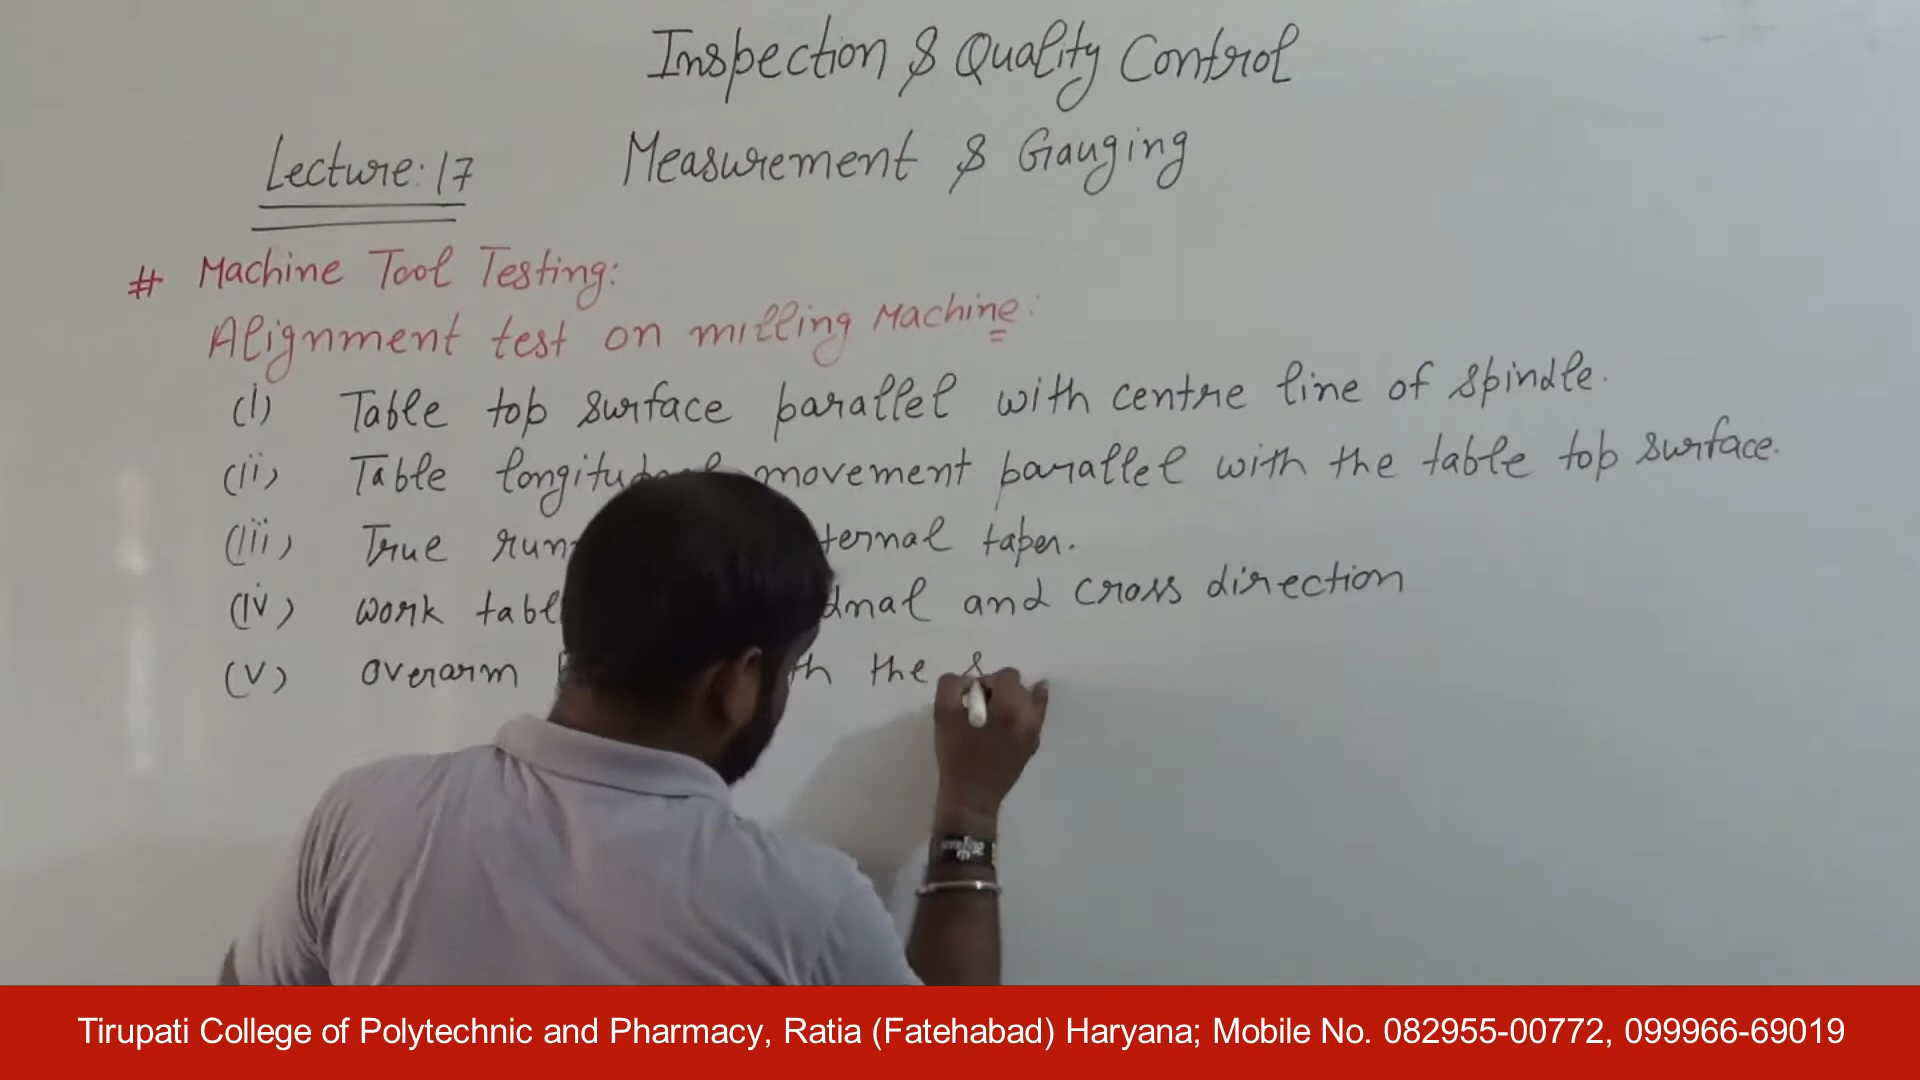 Inspection & Quality Control
Lecture: 17 Measurement & Gauging
# Machine Tool Testing:
Alignment test on milling Machine:
(i) Table top surface parallel with centre line of spindle.
(ii) Table movement parallel with the table top surface.
(iii) True taper.
(iv) work and cross direction
(v) overarm the
Tirupati College of Polytechnic and Pharmacy, Ratia (Fatehabad) Haryana; Mobile No. 082955-00772, 099966-69019